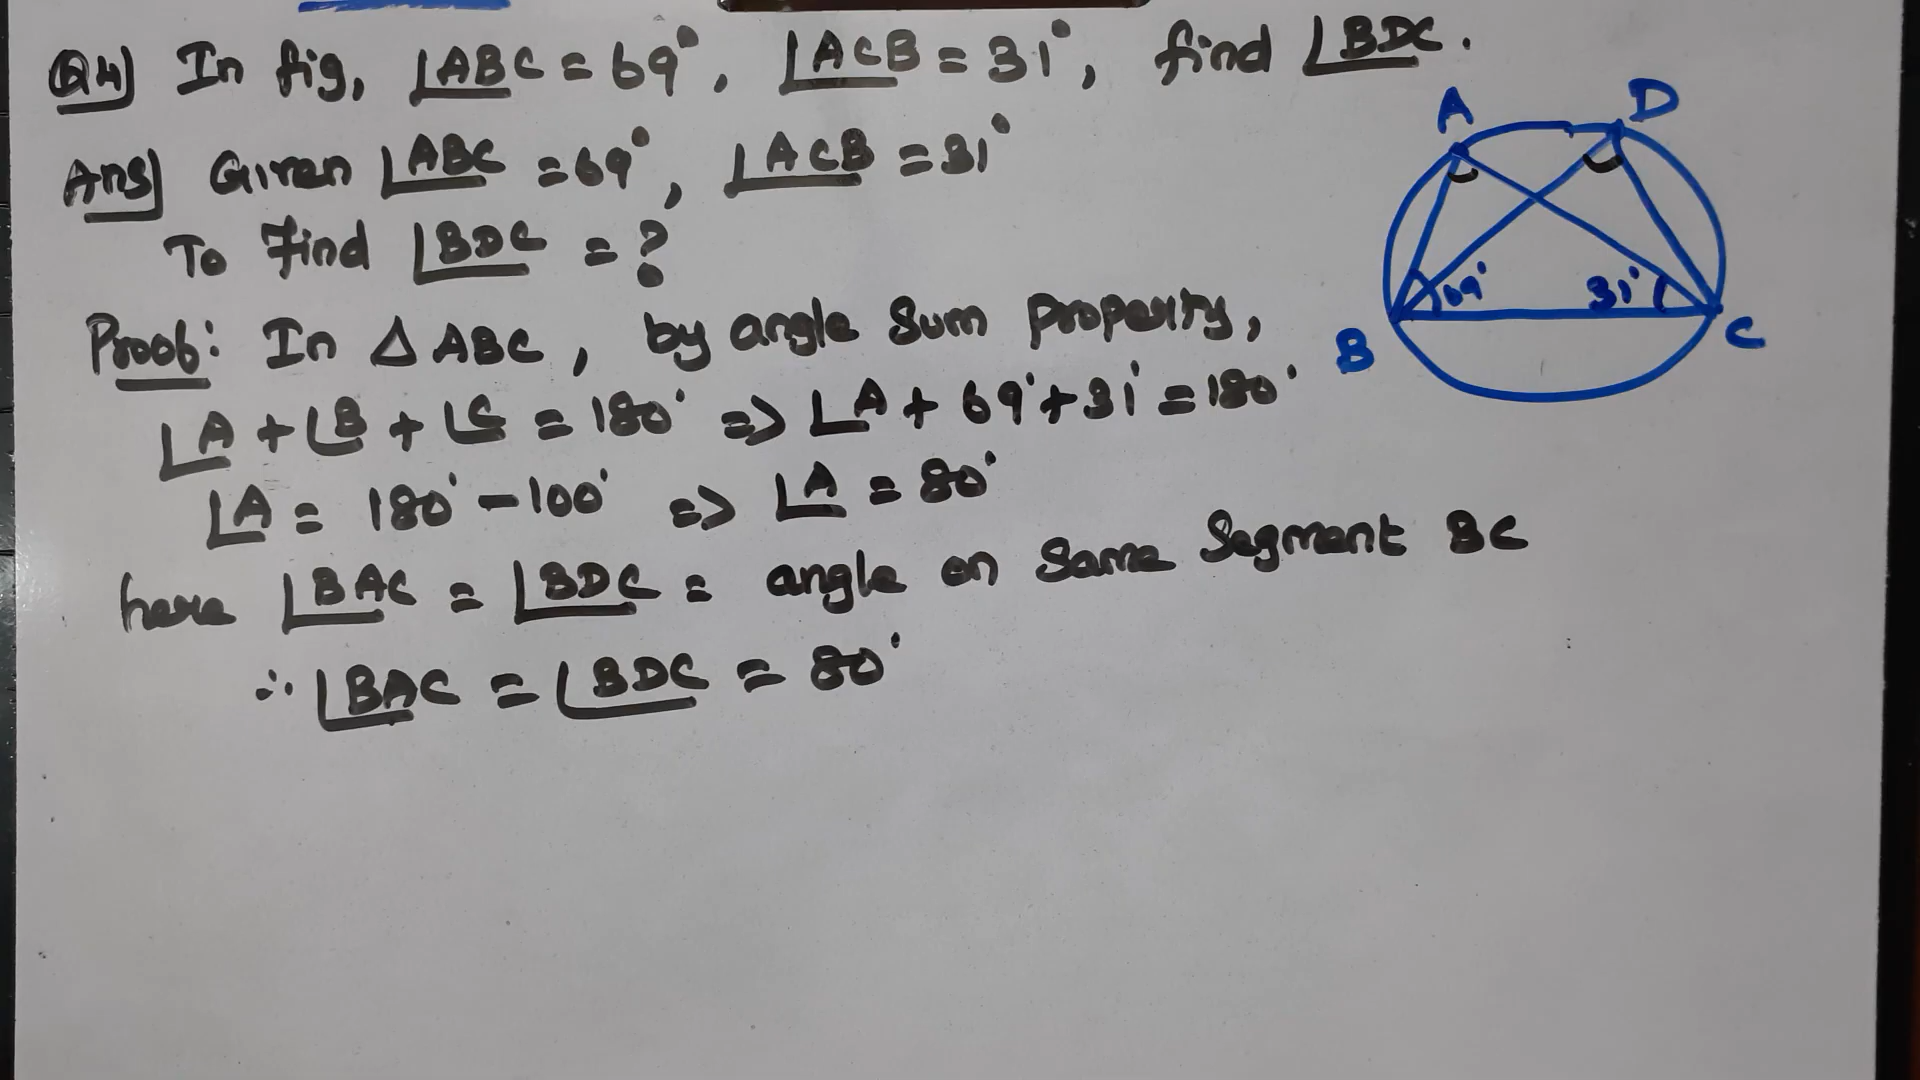 Q4) In fig, ∠ABC = 69°, ∠ACB = 31°, find ∠BDC.
Ans) Given ∠ABC = 69°, ∠ACB = 31°
To Find ∠BDC = ?
Proof: In △ABC, by angle sum property,
∠A + ∠B + ∠C = 180° => ∠A + 69° + 31° = 180°
∠A = 180° - 100° => ∠A = 80°
here ∠BAC = ∠BDC = angle on same segment BC
∴ ∠BAC = ∠BDC = 80°
A D
69° 31°
B C